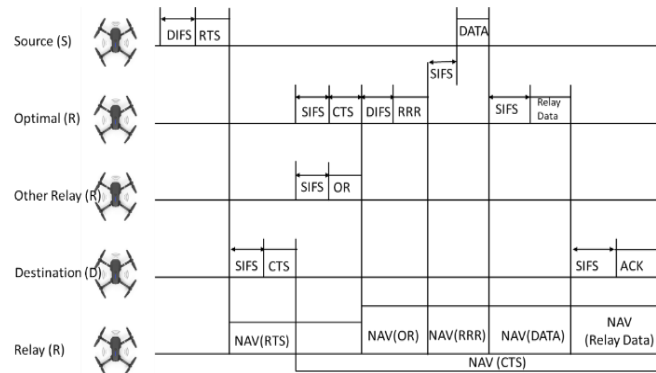 Source (S)
DIFS RTS
DATA
SIFS
Optimal (R)
SIFS CTS DIFS RRR
SIFS Relay
Data
Other Relay (R)
SIFS OR
Destination (D)
SIFS CTS
SIFS ACK
Relay (R)
NAV(RTS)
NAV(OR) NAV(RRR) NAV(DATA) NAV
(Relay Data)
NAV (CTS)